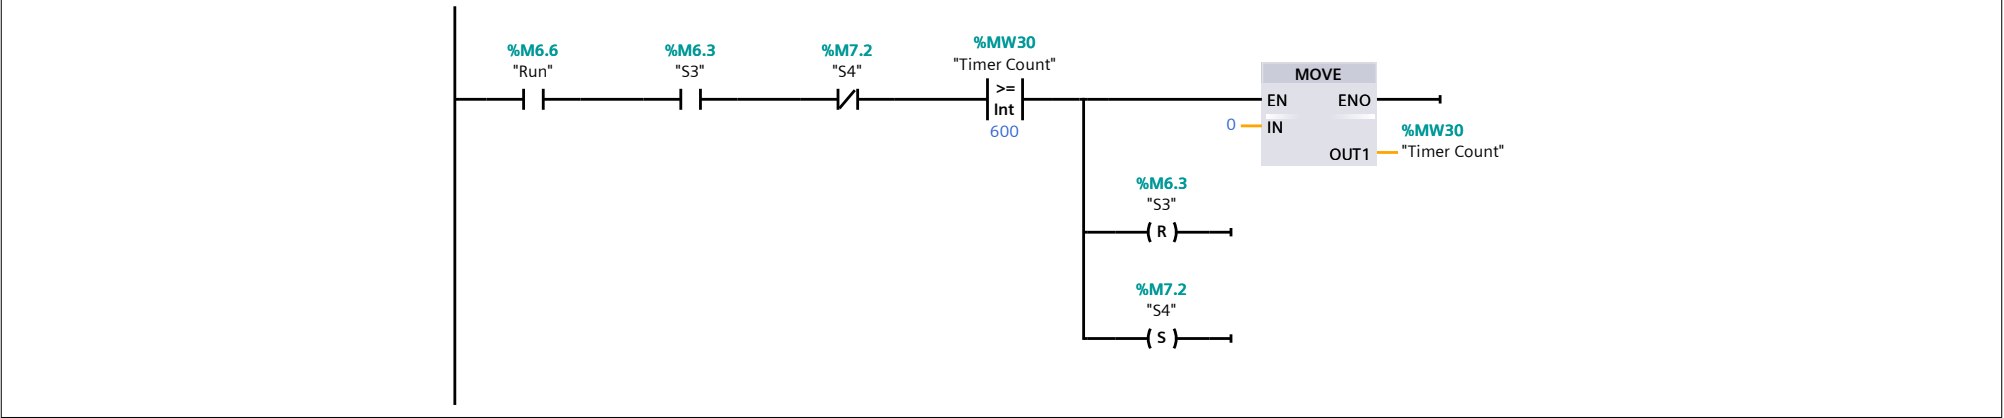 %M6.6
"Run"
%M6.3
"S3"
%M7.2
"S4"
%MW30
"Timer Count"
>=
Int
600
MOVE
EN ENO
0 IN
OUT1
%MW30
"Timer Count"
%M6.3
"S3"
R
%M7.2
"S4"
S